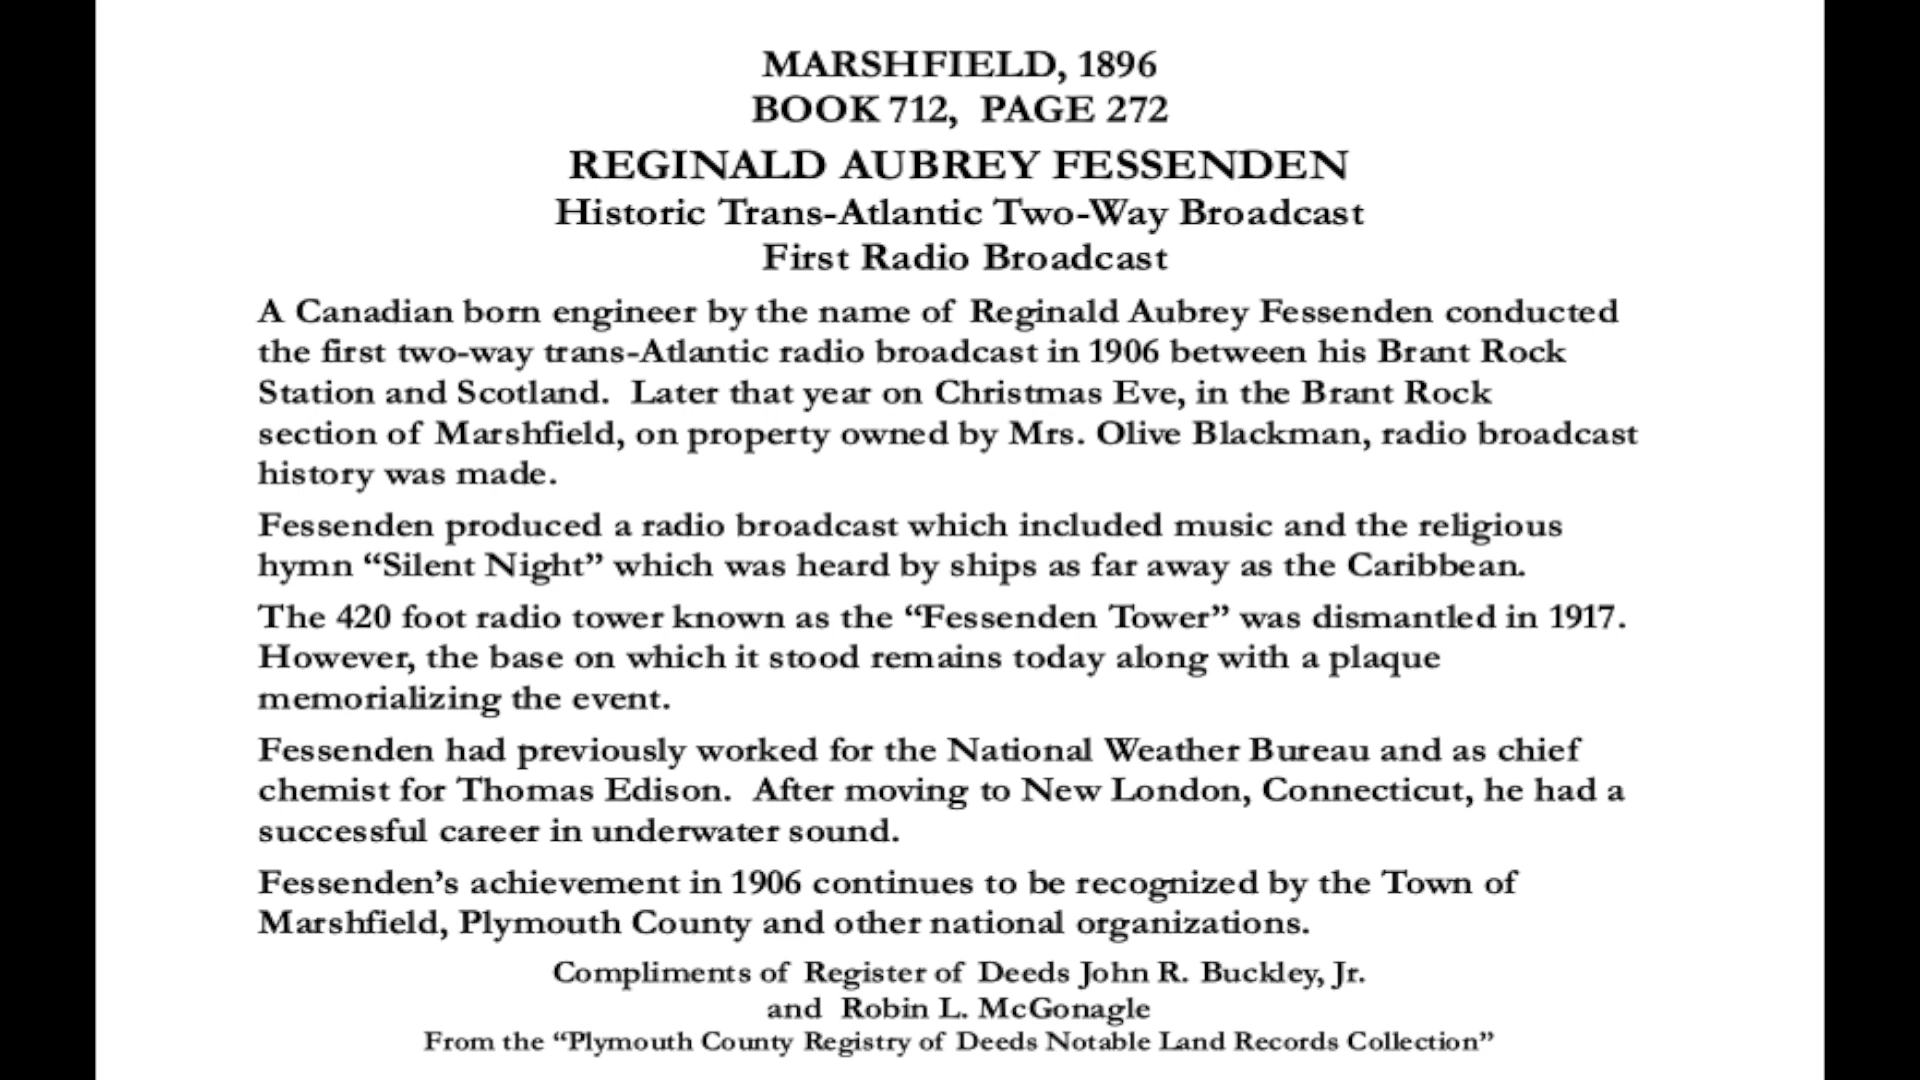 MARSHFIELD, 1896
BOOK 712, PAGE 272
REGINALD AUBREY FESSENDEN
Historic Trans-Atlantic Two-Way Broadcast
First Radio Broadcast
A Canadian born engineer by the name of Reginald Aubrey Fessenden conducted
the first two-way trans-Atlantic radio broadcast in 1906 between his Brant Rock
Station and Scotland. Later that year on Christmas Eve, in the Brant Rock
section of Marshfield, on property owned by Mrs. Olive Blackman, radio broadcast
history was made.
Fessenden produced a radio broadcast which included music and the religious
hymn “Silent Night” which was heard by ships as far away as the Caribbean.
The 420 foot radio tower known as the “Fessenden Tower” was dismantled in 1917.
However, the base on which it stood remains today along with a plaque
memorializing the event.
Fessenden had previously worked for the National Weather Bureau and as chief
chemist for Thomas Edison. After moving to New London, Connecticut, he had a
successful career in underwater sound.
Fessenden’s achievement in 1906 continues to be recognized by the Town of
Marshfield, Plymouth County and other national organizations.
Compliments of Register of Deeds John R. Buckley, Jr.
and Robin L. McGonagle
From the “Plymouth County Registry of Deeds Notable Land Records Collection”